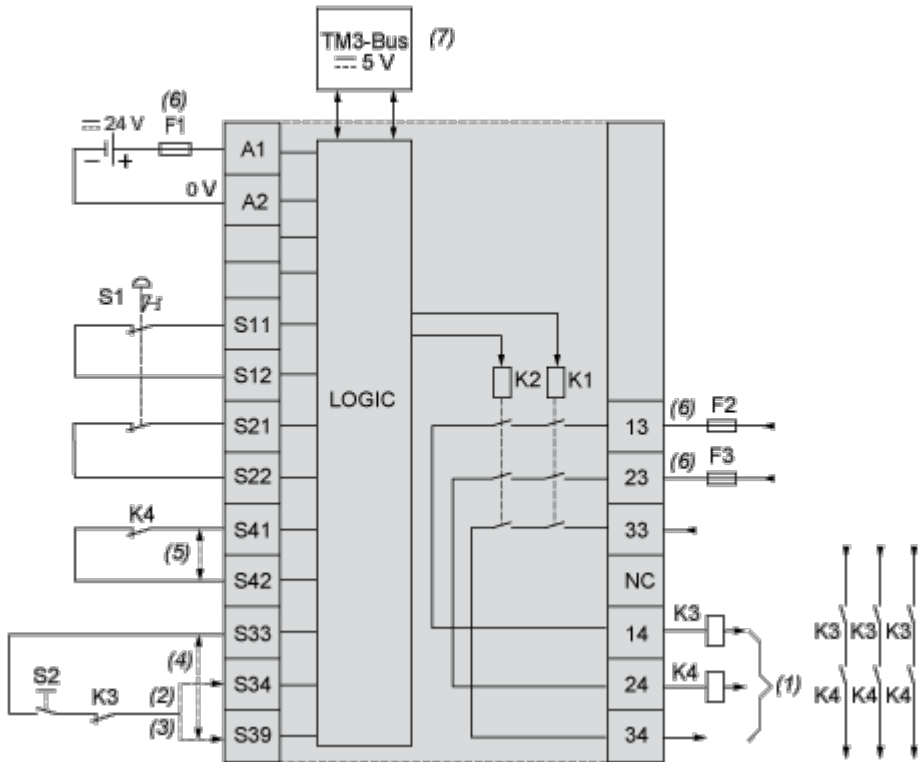 TM3-Bus (7)
5 V
(6)
24 V F1
− +
0 V
A1
A2
S1
S11
S12
S21
S22
K4
S41
(5)
S42
S33
(4)
S2
K3
(2)
S34
(3)
S39
LOGIC
K2 K1
13 (6) F2
23 (6) F3
33
NC
14 K3
24 K4
34
(1)
K3 K3 K3
K4 K4 K4